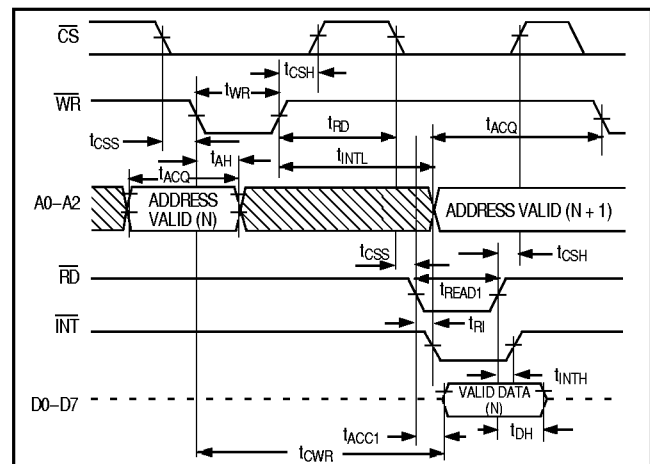 CS
tCSH
tWR
WR
tRD
tACQ
tCSS
tAH
tINTL
tACQ
A0–A2
ADDRESS
VALID (N)
ADDRESS VALID (N + 1)
tCSS
tCSH
RD
tREAD1
tRI
INT
tINTH
D0–D7
VALID DATA
(N)
tACC1
tDH
tCWR